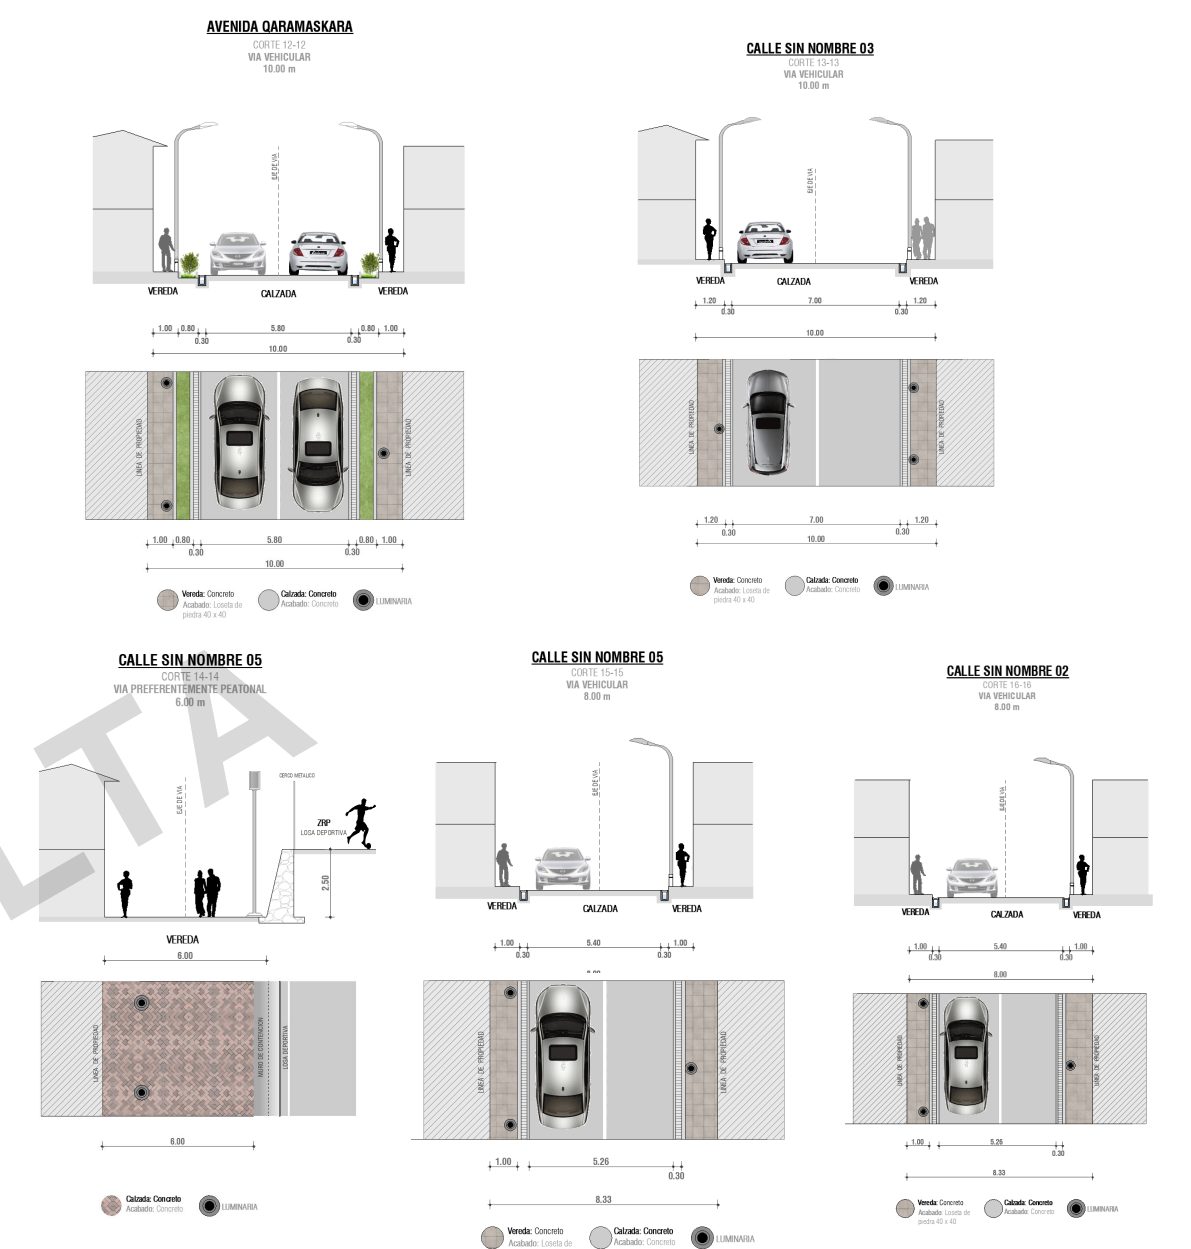 AVENIDA QARAMASKARA
CORTE 12-12
VIA VEHICULAR
10.00 m
EJE DE VIA
VEREDA
CALZADA
VEREDA
1.00 0.80 5.80 0.80 1.00
0.30 0.30
10.00
LINEA DE PROPIEDAD
LINEA DE PROPIEDAD
1.00 0.80 5.80 0.80 1.00
0.30 0.30
10.00
Vereda: Concreto
Acabado: Loseta de
piedra 40 x 40
Calzada: Concreto
Acabado: Concreto
LUMINARIA
CALLE SIN NOMBRE 03
CORTE 13-13
VIA VEHICULAR
10.00 m
EJE DE VIA
VEREDA
CALZADA
VEREDA
1.20 7.00 1.20
0.30 0.30
10.00
LINEA DE PROPIEDAD
LINEA DE PROPIEDAD
1.20 7.00 1.20
0.30 0.30
10.00
Vereda: Concreto
Acabado: Loseta de
piedra 40 x 40
Calzada: Concreto
Acabado: Concreto
LUMINARIA
LTA
CALLE SIN NOMBRE 05
CORTE 14-14
VIA PREFERENTEMENTE PEATONAL
6.00 m
EJE DE VIA
CERCO METALICO
ZRP
LOSA DEPORTIVA
2.50
VEREDA
6.00
LINEA DE PROPIEDAD
MURO DE CONTENCION
LOSA DEPORTIVA
6.00
Calzada: Concreto
Acabado: Concreto
LUMINARIA
CALLE SIN NOMBRE 05
CORTE 15-15
VIA VEHICULAR
8.00 m
EJE DE VIA
VEREDA
CALZADA
VEREDA
1.00 5.40 1.00
0.30 0.30
LINEA DE PROPIEDAD
LINEA DE PROPIEDAD
1.00 5.26
0.30
8.33
Vereda: Concreto
Acabado: Loseta de
Calzada: Concreto
Acabado: Concreto
LUMINARIA
CALLE SIN NOMBRE 02
CORTE 16-16
VIA VEHICULAR
8.00 m
EJE DE VIA
VEREDA
CALZADA
VEREDA
1.00 5.40 1.00
0.30 0.30
8.00
LINEA DE PROPIEDAD
LINEA DE PROPIEDAD
1.00 5.26
0.30
8.33
Vereda: Concreto
Acabado: Loseta de
piedra 40 x 40
Calzada: Concreto
Acabado: Concreto
LUMINARIA